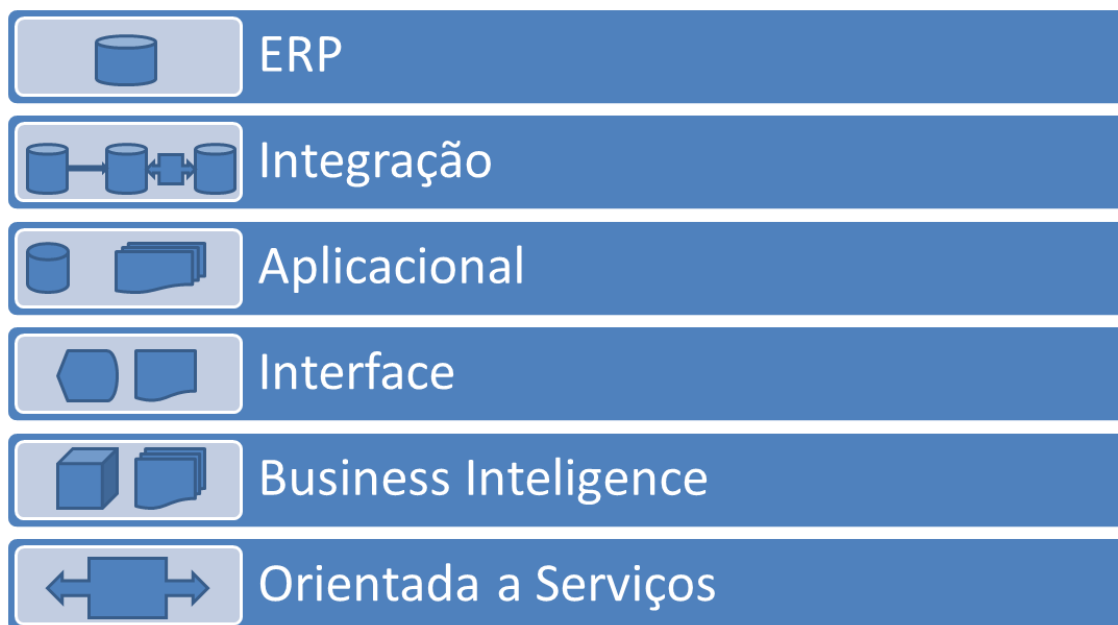 ERP
Integração
Aplicacional
Interface
Business Inteligence
Orientada a Serviços